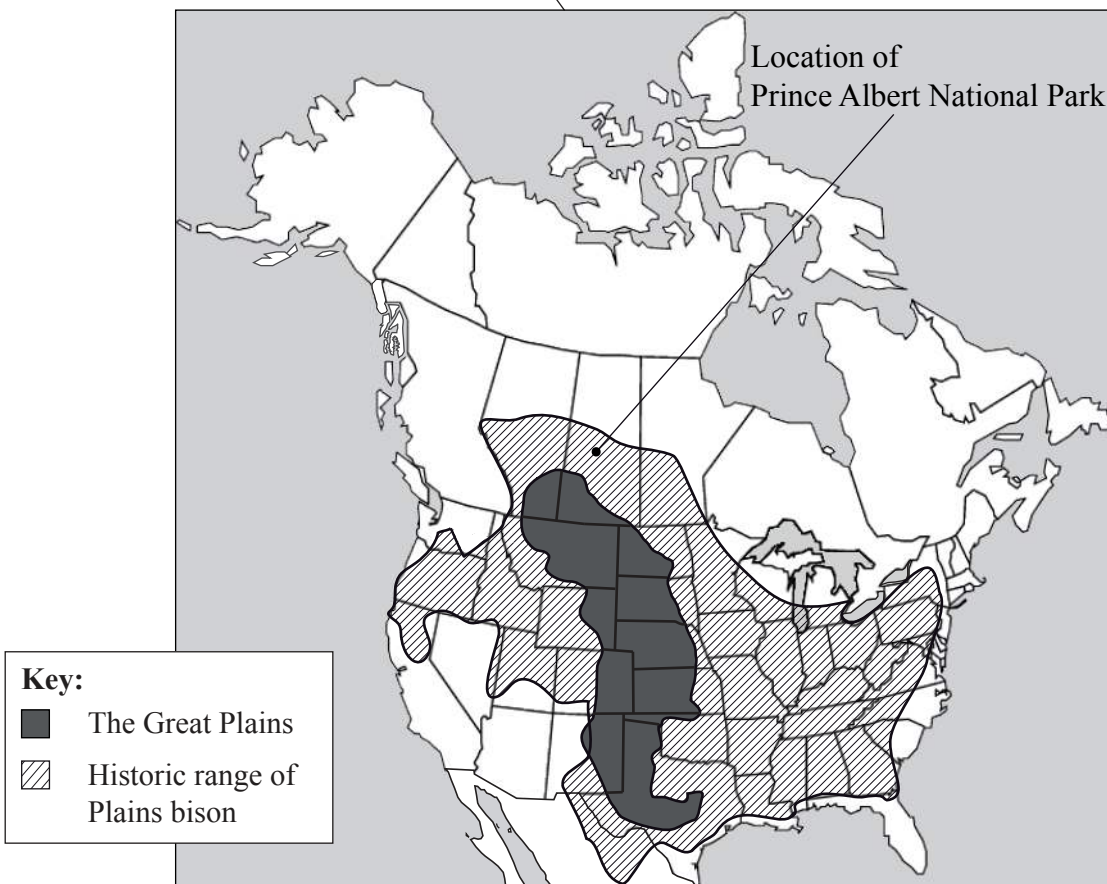 Location of
Prince Albert National Park
Key:
The Great Plains
Historic range of
Plains bison